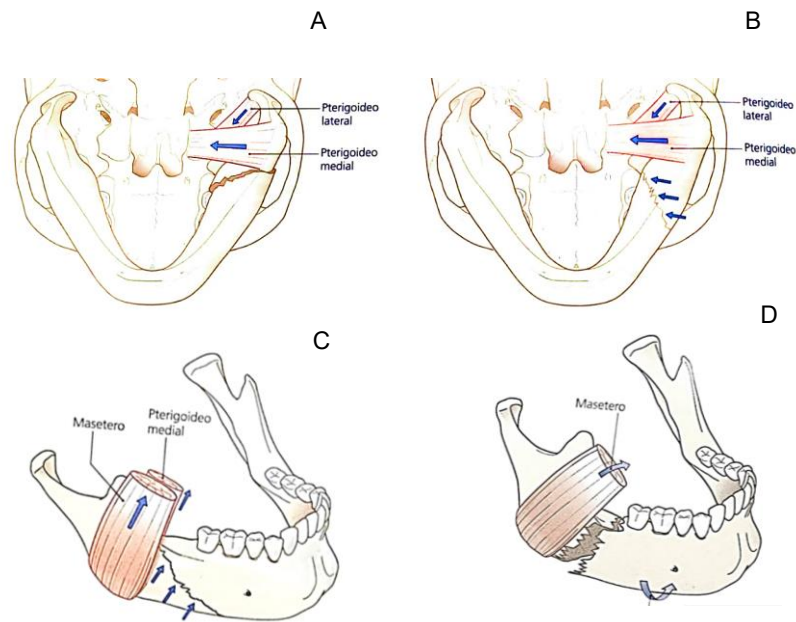 A
B
Pterigoideo
lateral
Pterigoideo
medial
Pterigoideo
lateral
Pterigoideo
medial
C
D
Masetero
Pterigoideo
medial
Masetero